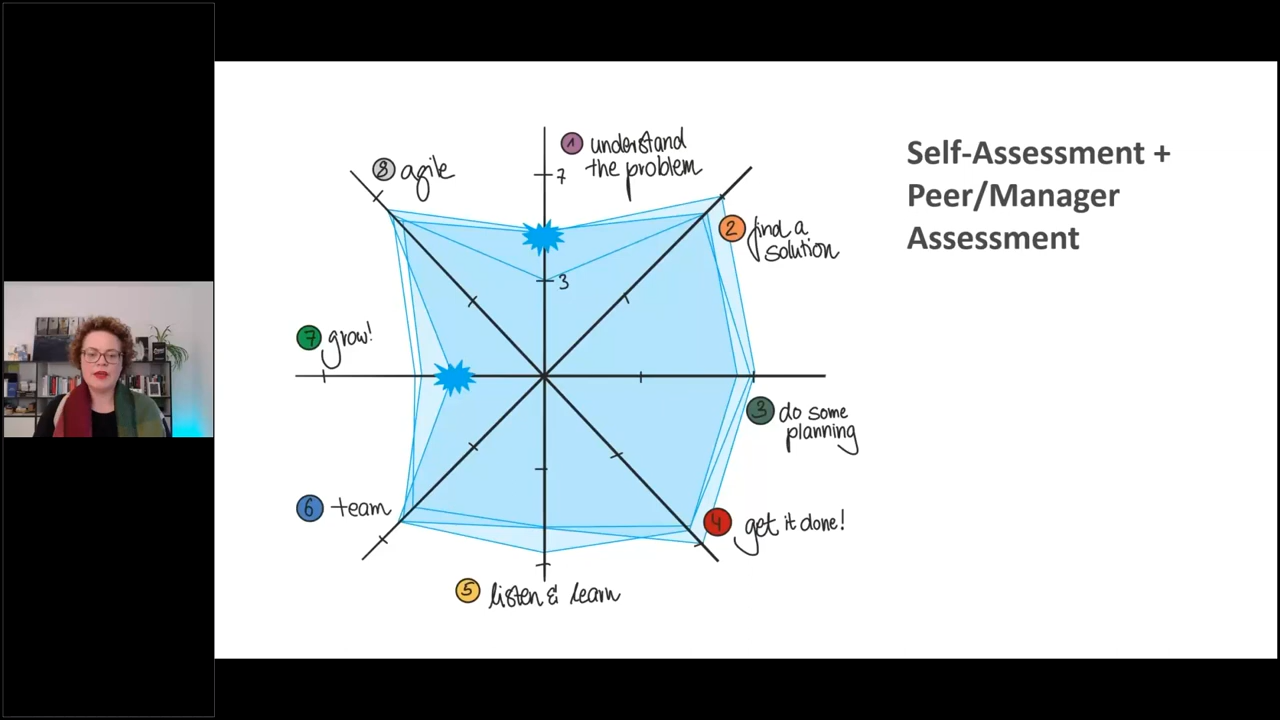 Self-Assessment +
Peer/Manager
Assessment
1 understand
the problem
7
3
2 find a
solution
3 do some
planning
4 get it done!
5 listen & learn
6 team
7 grow!
8 agile